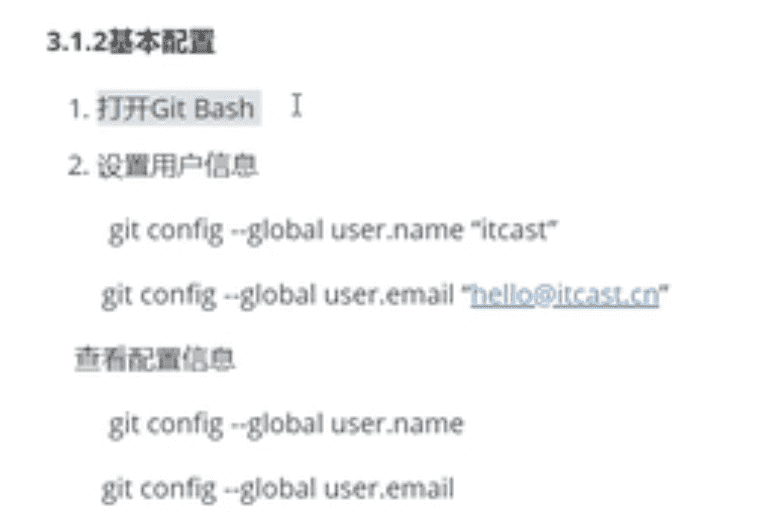 3.1.2基本配置
1. 打开Git Bash
2. 设置用户信息
git config --global user.name “itcast”
git config --global user.email “hello@itcast.cn”
查看配置信息
git config --global user.name
git config --global user.email